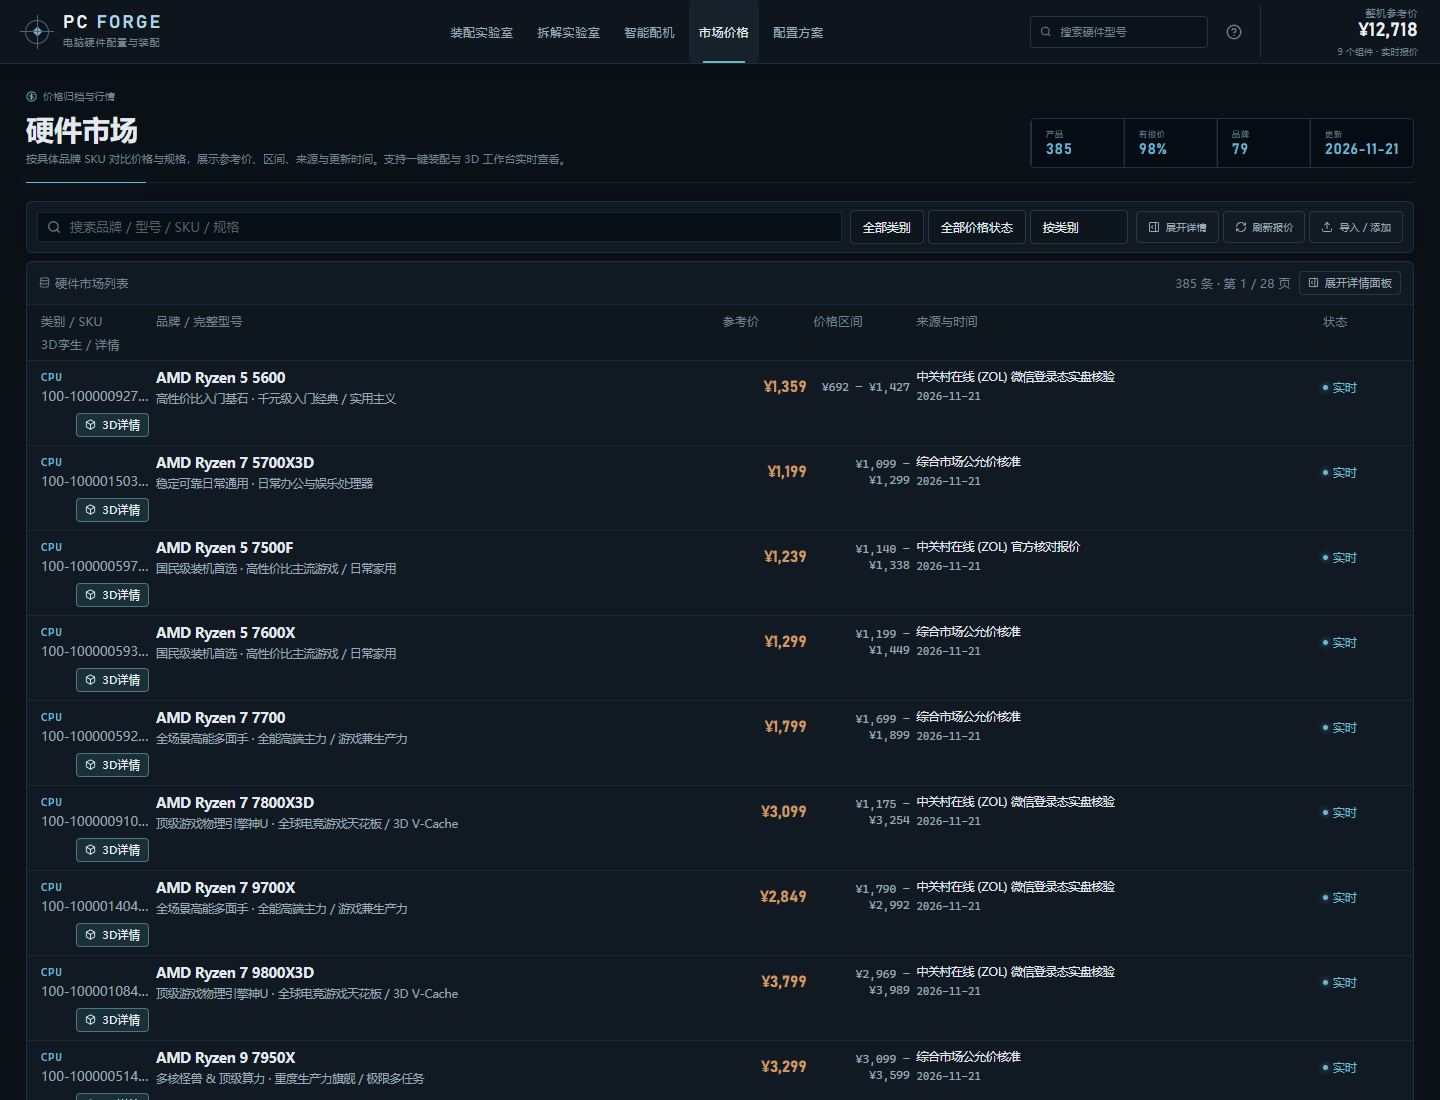 PC FORGE
电脑硬件配置与装配
装配实验室
拆解实验室
智能配机
市场价格
配置方案
搜索硬件型号
整机参考价
¥12,718
9 个组件 · 实时报价
价格归档与行情
硬件市场
按具体品牌 SKU 对比价格与规格，展示参考价、区间、来源与更新时间。支持一键装配与 3D 工作台实时查看。
产品
385
有报价
98%
品牌
79
更新
2026-11-21
搜索品牌 / 型号 / SKU / 规格
全部类别
全部价格状态
按类别
展开详情
刷新报价
导入 / 添加
硬件市场列表
385 条 · 第 1 / 28 页
展开详情面板
类别 / SKU
品牌 / 完整型号
参考价
价格区间
来源与时间
状态
3D孪生 / 详情
CPU
100-100000927...
3D详情
AMD Ryzen 5 5600
高性价比入门基石 · 千元级入门经典 / 实用主义
¥1,359
¥692 – ¥1,427
中关村在线 (ZOL) 微信登录态实盘核验
2026-11-21
实时
CPU
100-100001503...
3D详情
AMD Ryzen 7 5700X3D
稳定可靠日常通用 · 日常办公与娱乐处理器
¥1,199
¥1,099 –
¥1,299
综合市场公允价核准
2026-11-21
实时
CPU
100-100000597...
3D详情
AMD Ryzen 5 7500F
国民级装机首选 · 高性价比主流游戏 / 日常家用
¥1,239
¥1,140 –
¥1,338
中关村在线 (ZOL) 官方核对报价
2026-11-21
实时
CPU
100-100000593...
3D详情
AMD Ryzen 5 7600X
国民级装机首选 · 高性价比主流游戏 / 日常家用
¥1,299
¥1,199 –
¥1,449
综合市场公允价核准
2026-11-21
实时
CPU
100-100000592...
3D详情
AMD Ryzen 7 7700
全场景高能多面手 · 全能高端主力 / 游戏兼生产力
¥1,799
¥1,699 –
¥1,899
综合市场公允价核准
2026-11-21
实时
CPU
100-100000910...
3D详情
AMD Ryzen 7 7800X3D
顶级游戏物理引擎神U · 全球电竞游戏天花板 / 3D V-Cache
¥3,099
¥1,175 –
¥3,254
中关村在线 (ZOL) 微信登录态实盘核验
2026-11-21
实时
CPU
100-100001404...
3D详情
AMD Ryzen 7 9700X
全场景高能多面手 · 全能高端主力 / 游戏兼生产力
¥2,849
¥1,790 –
¥2,992
中关村在线 (ZOL) 微信登录态实盘核验
2026-11-21
实时
CPU
100-100001084...
3D详情
AMD Ryzen 7 9800X3D
顶级游戏物理引擎神U · 全球电竞游戏天花板 / 3D V-Cache
¥3,799
¥2,969 –
¥3,989
中关村在线 (ZOL) 微信登录态实盘核验
2026-11-21
实时
CPU
100-100000514...
AMD Ryzen 9 7950X
多核怪兽 & 顶级算力 · 重度生产力旗舰 / 极限多任务
¥3,299
¥3,099 –
¥3,599
综合市场公允价核准
2026-11-21
实时